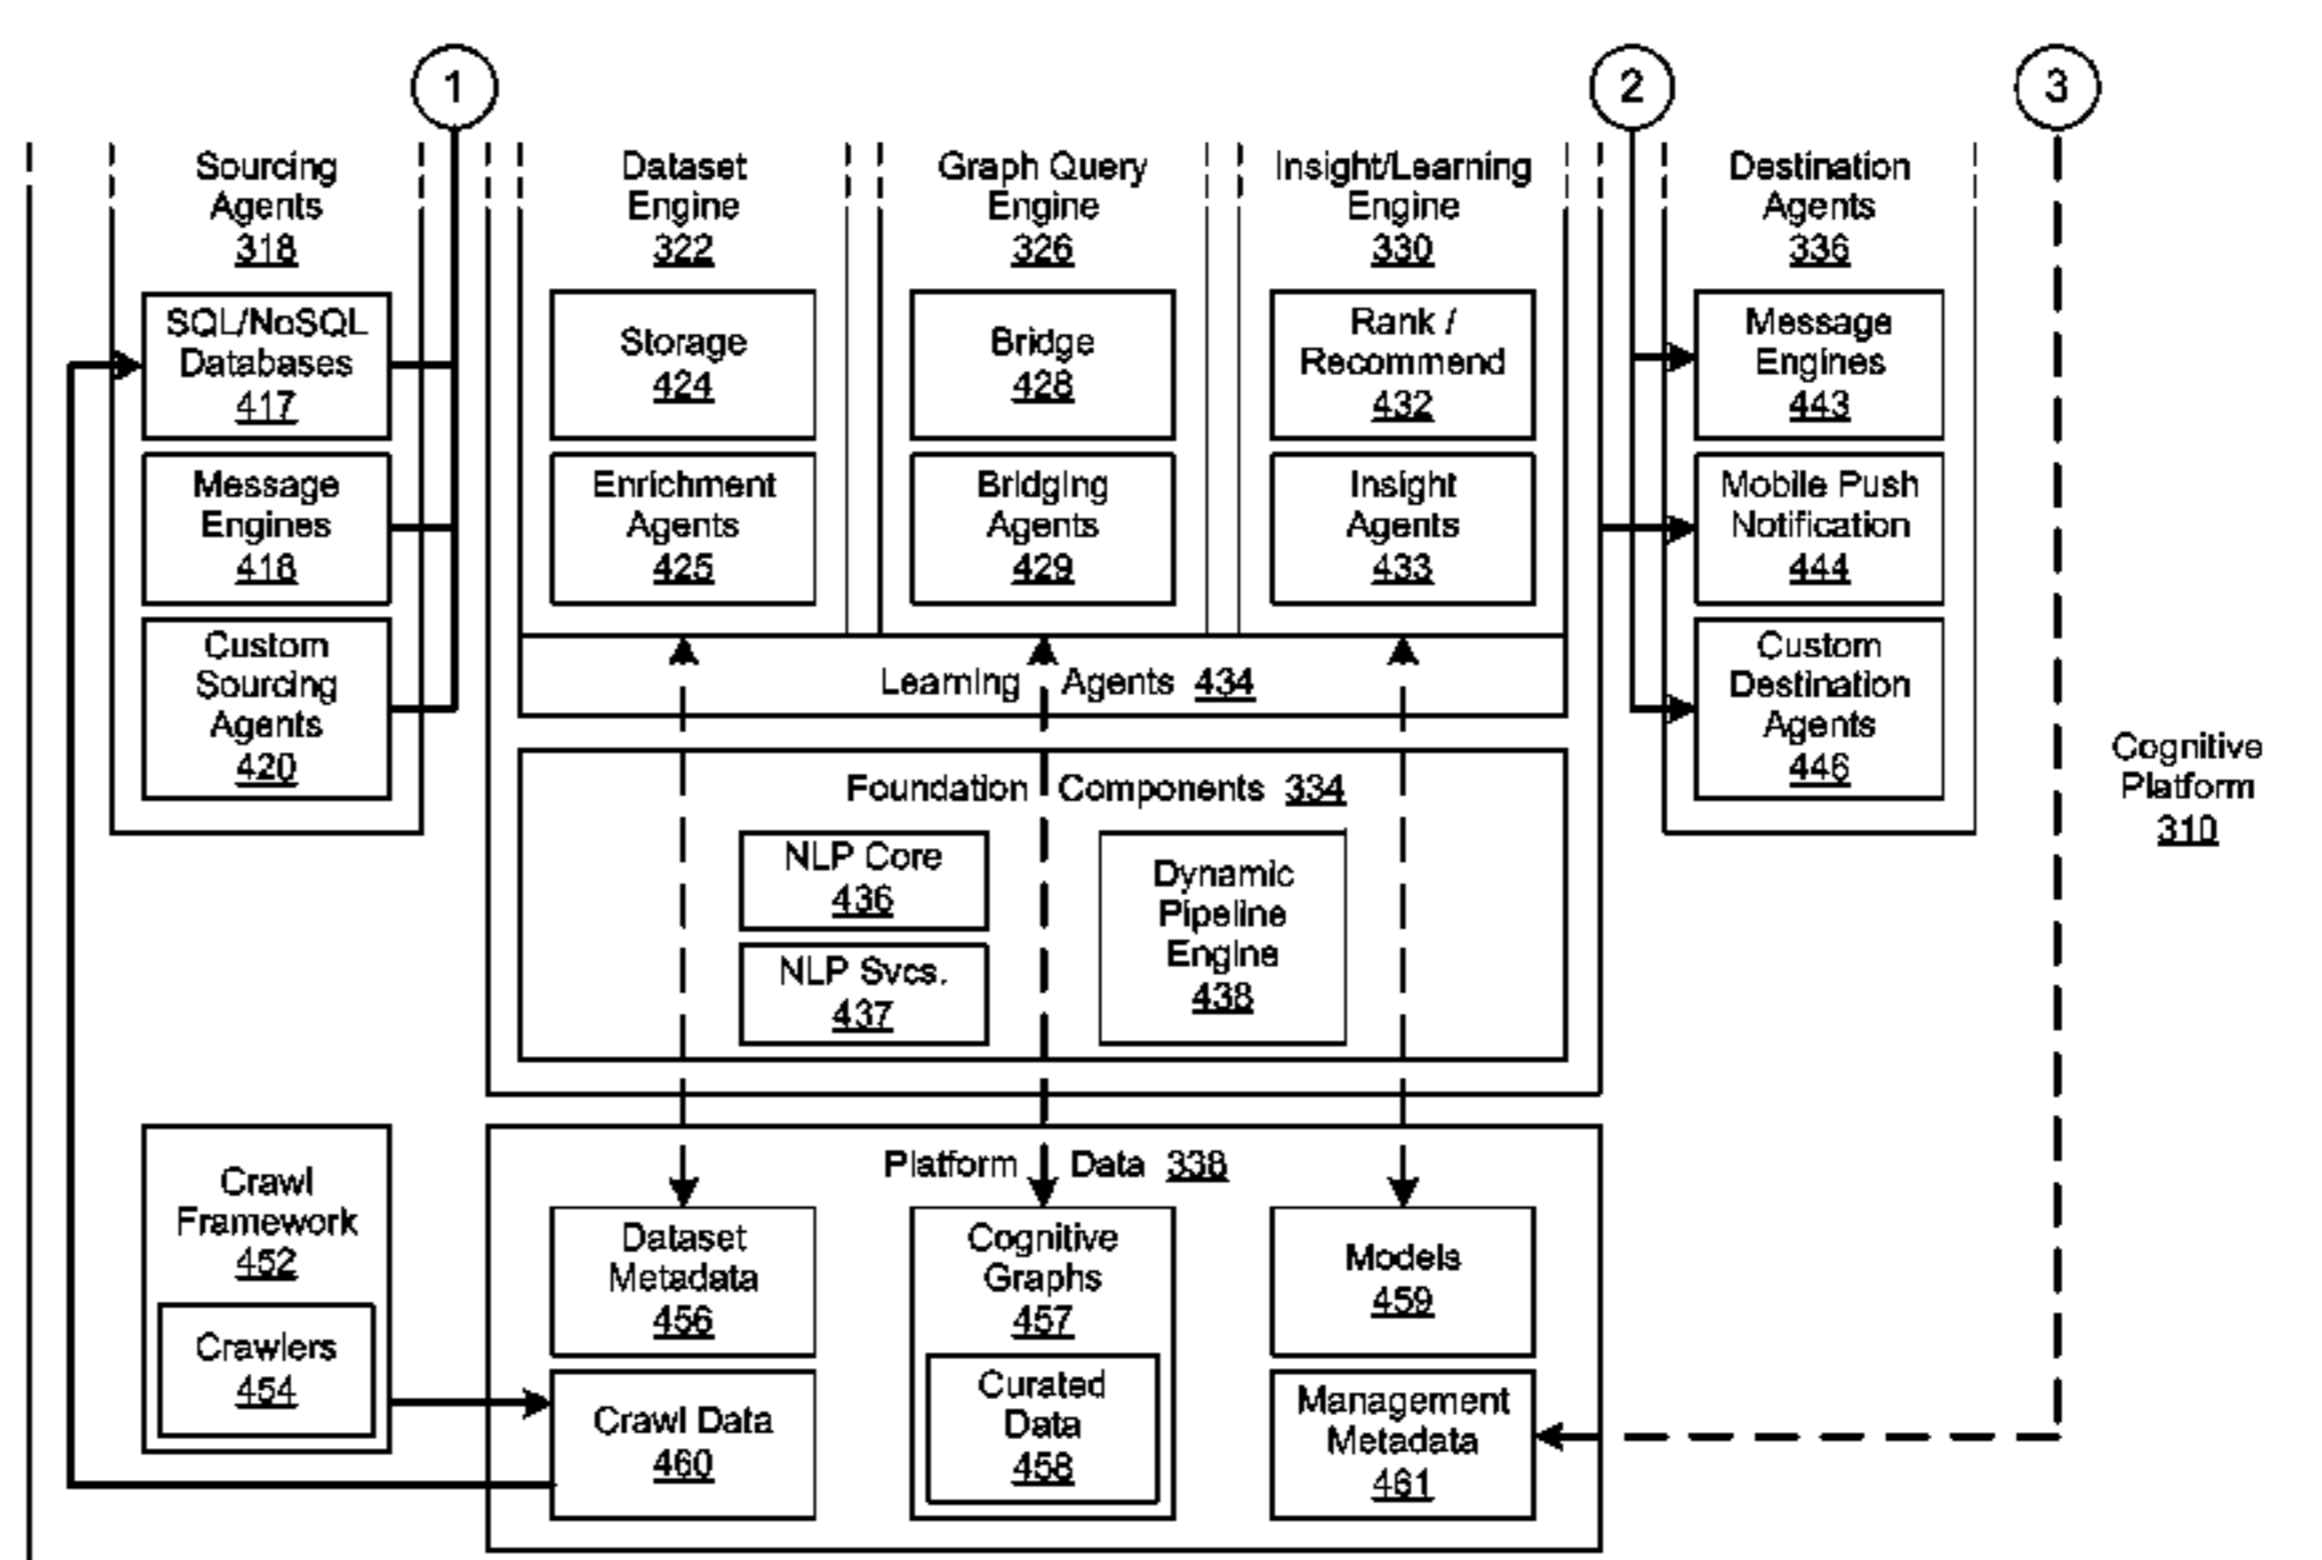 1
2
3
Sourcing
Agents
318
SQL/NoSQL
Databases
417
Message
Engines
418
Custom
Sourcing
Agents
420
Dataset
Engine
322
Storage
424
Enrichment
Agents
425
Graph Query
Engine
326
Bridge
428
Bridging
Agents
429
Insight/Learning
Engine
330
Rank /
Recommend
432
Insight
Agents
433
Destination
Agents
336
Message
Engines
443
Mobile Push
Notification
444
Custom
Destination
Agents
446
Learning Agents 434
Foundation Components 334
NLP Core
436
NLP Svcs.
437
Dynamic
Pipeline
Engine
438
Cognitive
Platform
310
Crawl
Framework
452
Crawlers
454
Platform Data 338
Dataset
Metadata
456
Crawl Data
460
Cognitive
Graphs
457
Curated
Data
458
Models
459
Management
Metadata
461